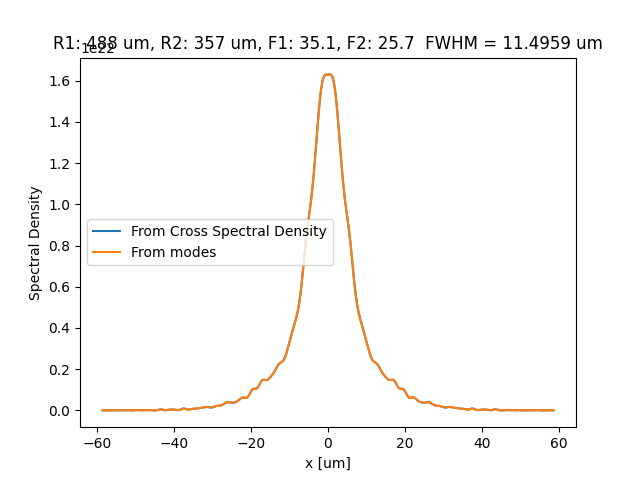 R1: 488 um, R2: 357 um, F1: 35.1, F2: 25.7  FWHM = 11.4959 um
1e22
1.6
1.4
1.2
1.0
0.8
0.6
0.4
0.2
0.0
Spectral Density
From Cross Spectral Density
From modes
−60
−40
−20
0
20
40
60
x [um]